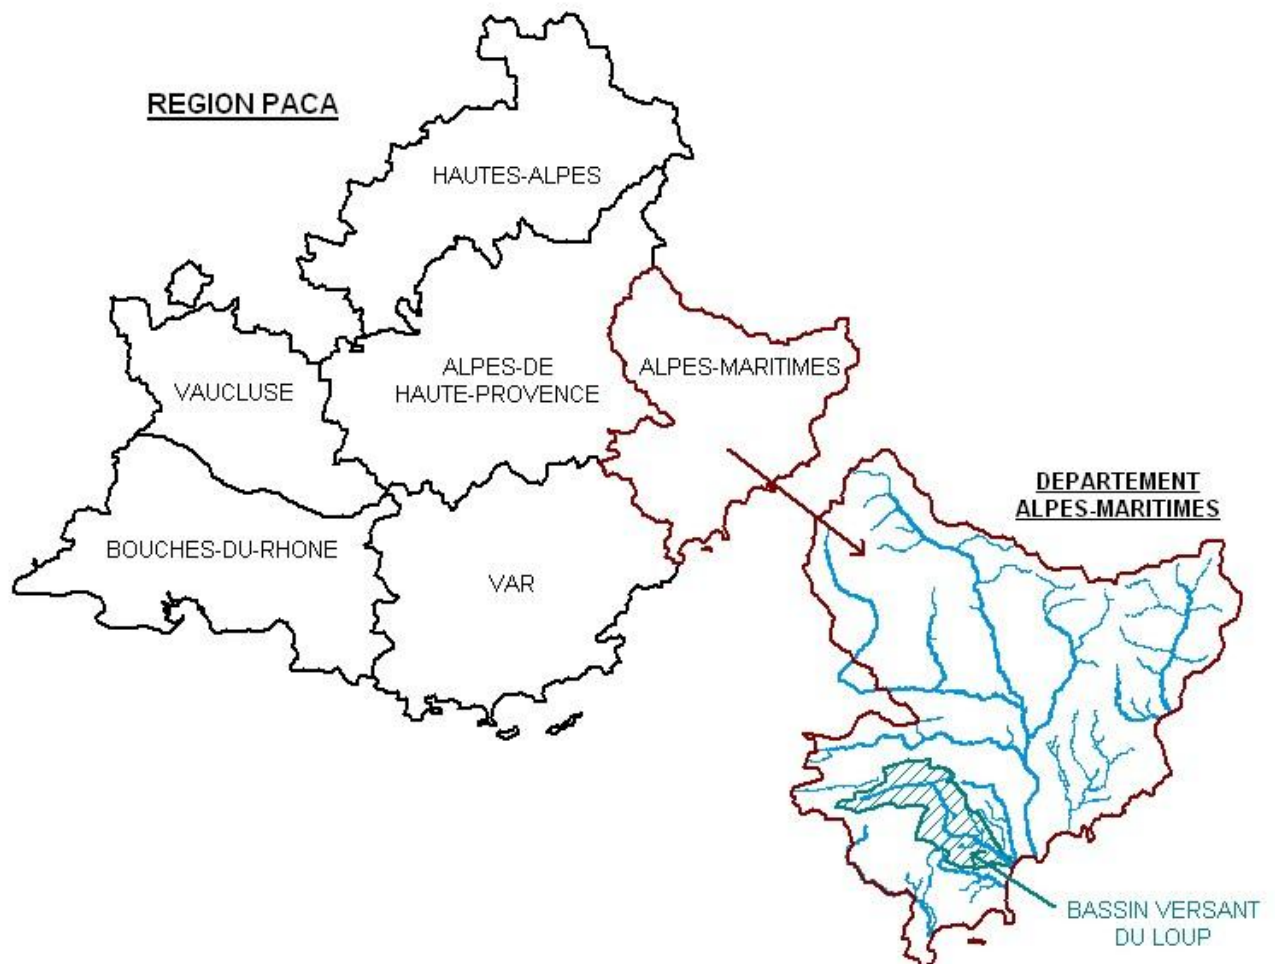 REGION PACA
HAUTES-ALPES
ALPES-DE
HAUTE-PROVENCE
ALPES-MARITIMES
VAUCLUSE
BOUCHES-DU-RHONE
VAR
DEPARTEMENT
ALPES-MARITIMES
BASSIN VERSANT
DU LOUP